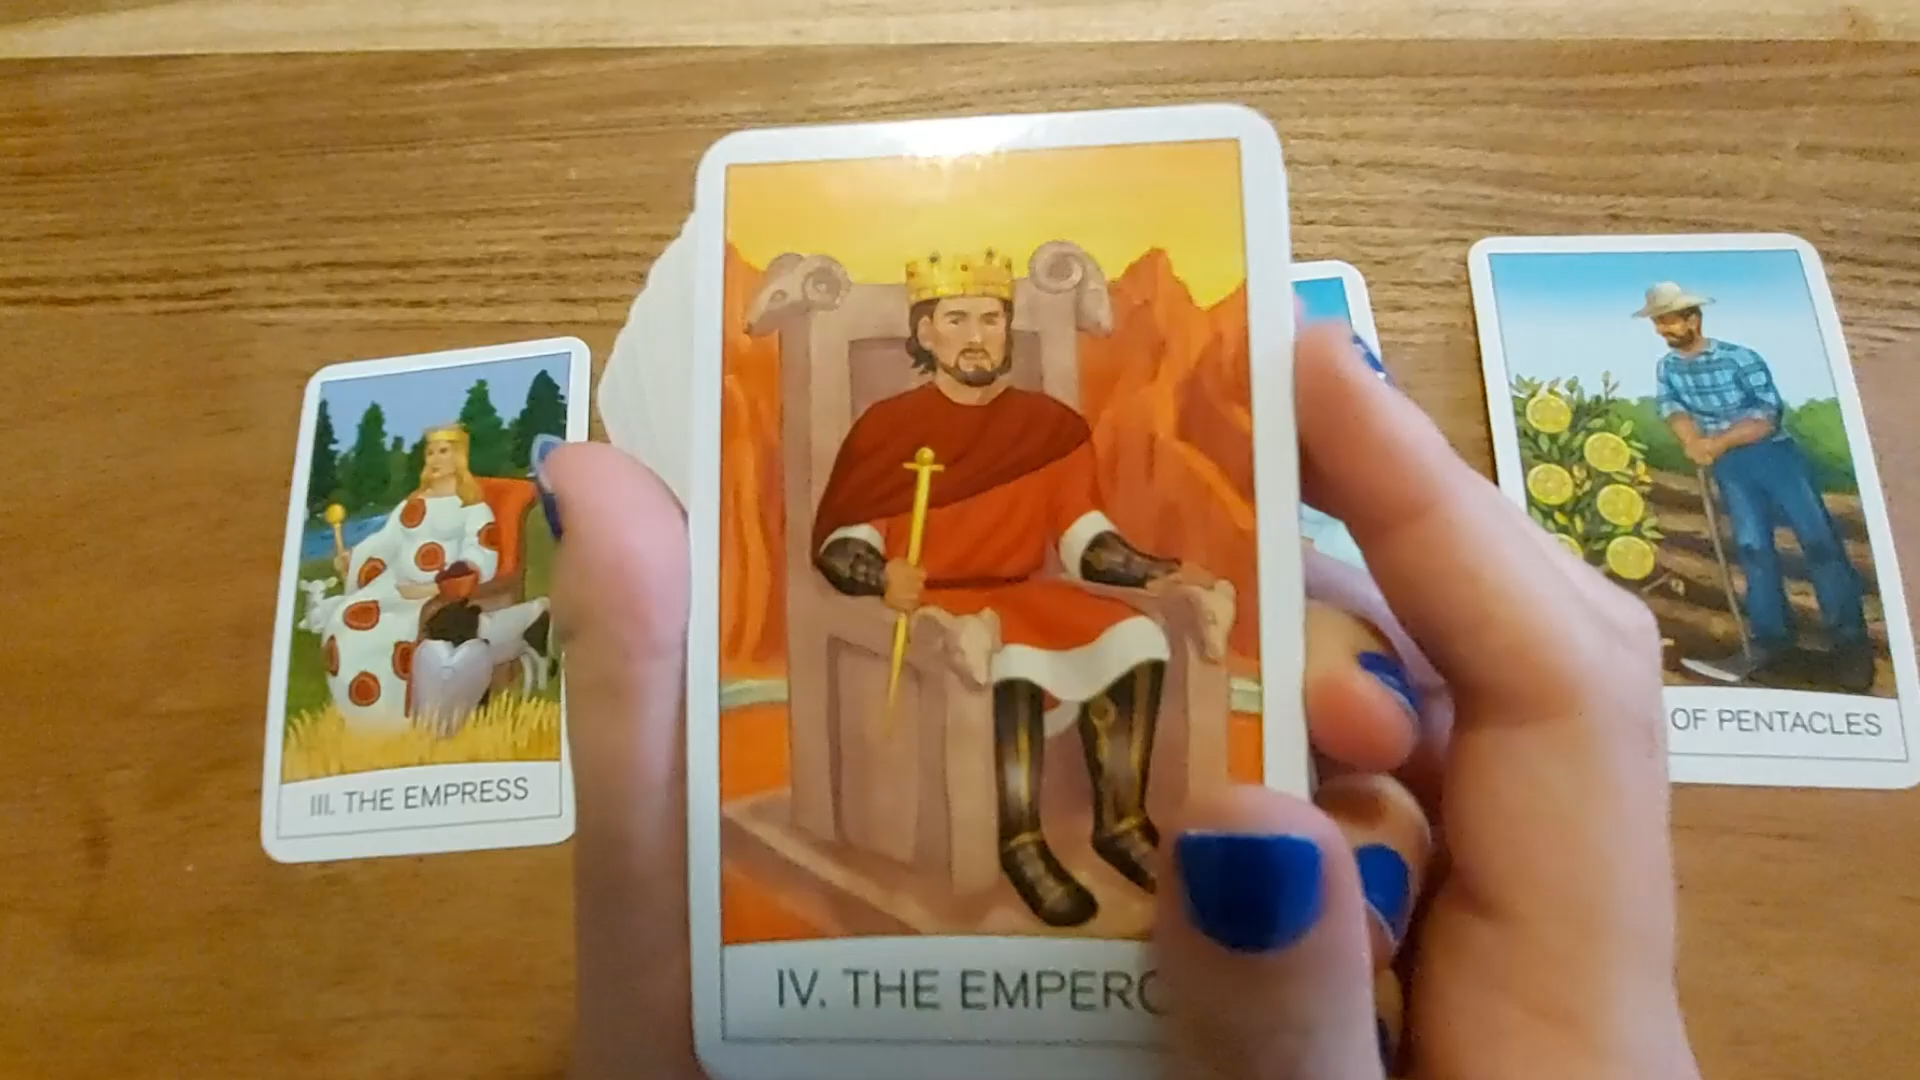 III. THE EMPRESS
IV. THE EMPERO
OF PENTACLES